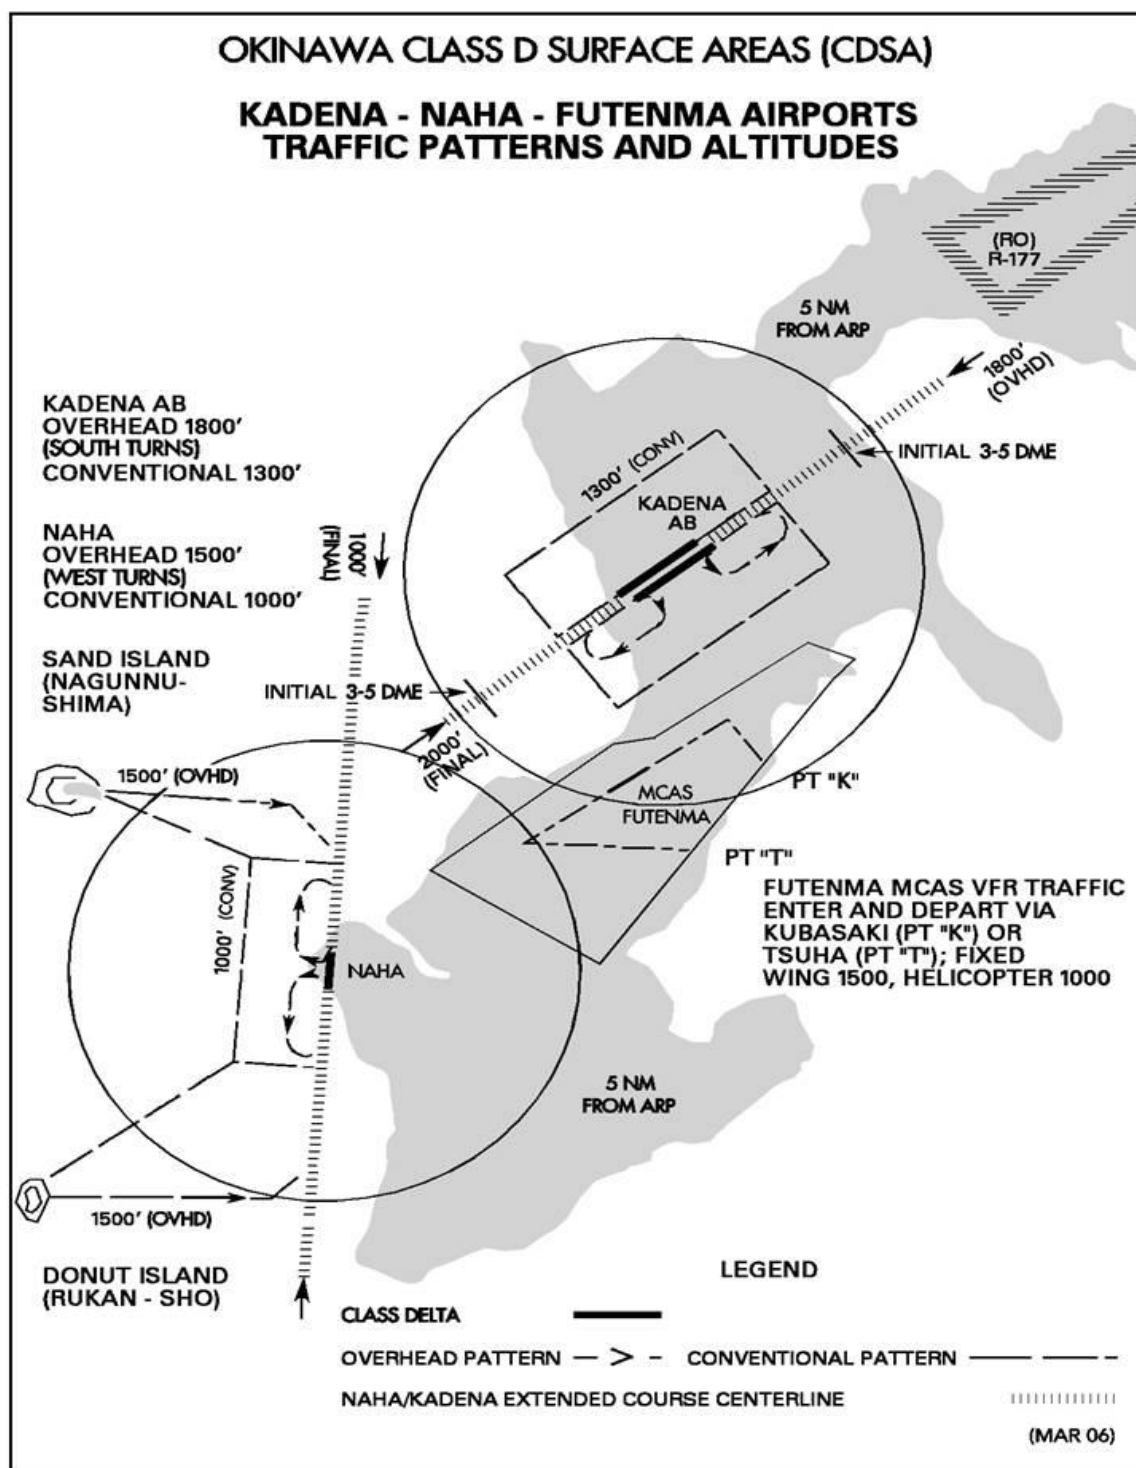 OKINAWA CLASS D SURFACE AREAS (CDSA)
KADENA - NAHA - FUTENMA AIRPORTS
TRAFFIC PATTERNS AND ALTITUDES
(RO)
R-177
5 NM
FROM ARP
1800'
(OVHD)
KADENA AB
OVERHEAD 1800'
(SOUTH TURNS)
CONVENTIONAL 1300'
INITIAL 3-5 DME
1300' (CONV)
KADENA
AB
NAHA
OVERHEAD 1500'
(WEST TURNS)
CONVENTIONAL 1000'
1000'
(FINAL)
SAND ISLAND
(NAGUNNU-
SHIMA)
INITIAL 3-5 DME
2000'
(FINAL)
1500' (OVHD)
MCAS
FUTENMA
PT "K"
PT "T"
FUTENMA MCAS VFR TRAFFIC
ENTER AND DEPART VIA
KUBASAKI (PT "K") OR
TSUHA (PT "T"); FIXED
WING 1500, HELICOPTER 1000
1000' (CONV)
NAHA
5 NM
FROM ARP
1500' (OVHD)
DONUT ISLAND
(RUKAN - SHO)
LEGEND
CLASS DELTA
OVERHEAD PATTERN
CONVENTIONAL PATTERN
NAHA/KADENA EXTENDED COURSE CENTERLINE
(MAR 06)